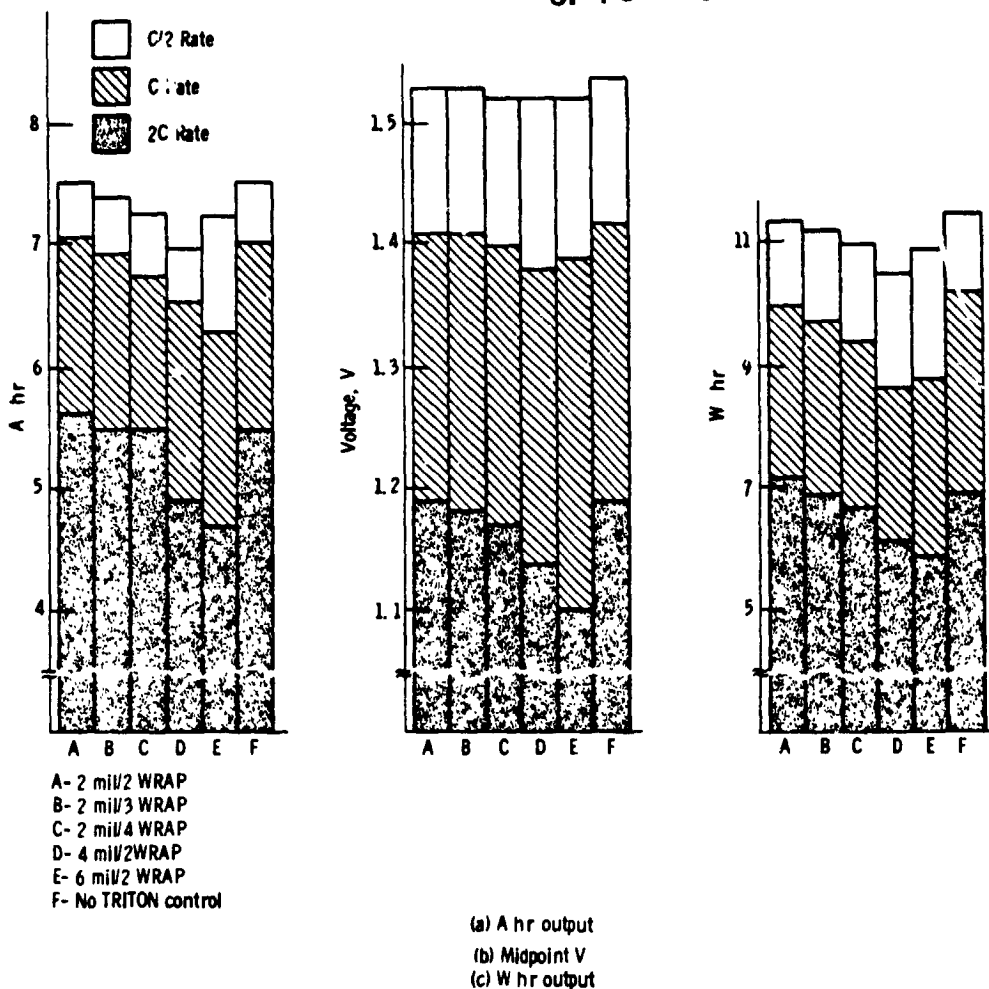 C/2 Rate
C Rate
2C Rate
8
7
6
5
4
A hr
A B C D E F
1.5
1.4
1.3
1.2
1.1
Voltage, V
A B C D E F
11
9
7
5
W hr
A B C D E F
A- 2 mil/2 WRAP
B- 2 mil/3 WRAP
C- 2 mil/4 WRAP
D- 4 mil/2WRAP
E- 6 mil/2 WRAP
F- No TRITON control
(a) A hr output
(b) Midpoint V
(c) W hr output